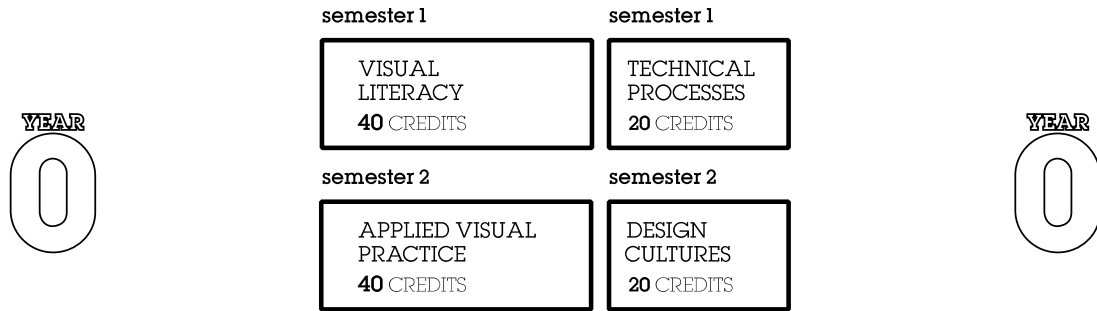 semester 1
semester 1
VISUAL
LITERACY
40 CREDITS
TECHNICAL
PROCESSES
20 CREDITS
YEAR
0
YEAR
0
semester 2
semester 2
APPLIED VISUAL
PRACTICE
40 CREDITS
DESIGN
CULTURES
20 CREDITS